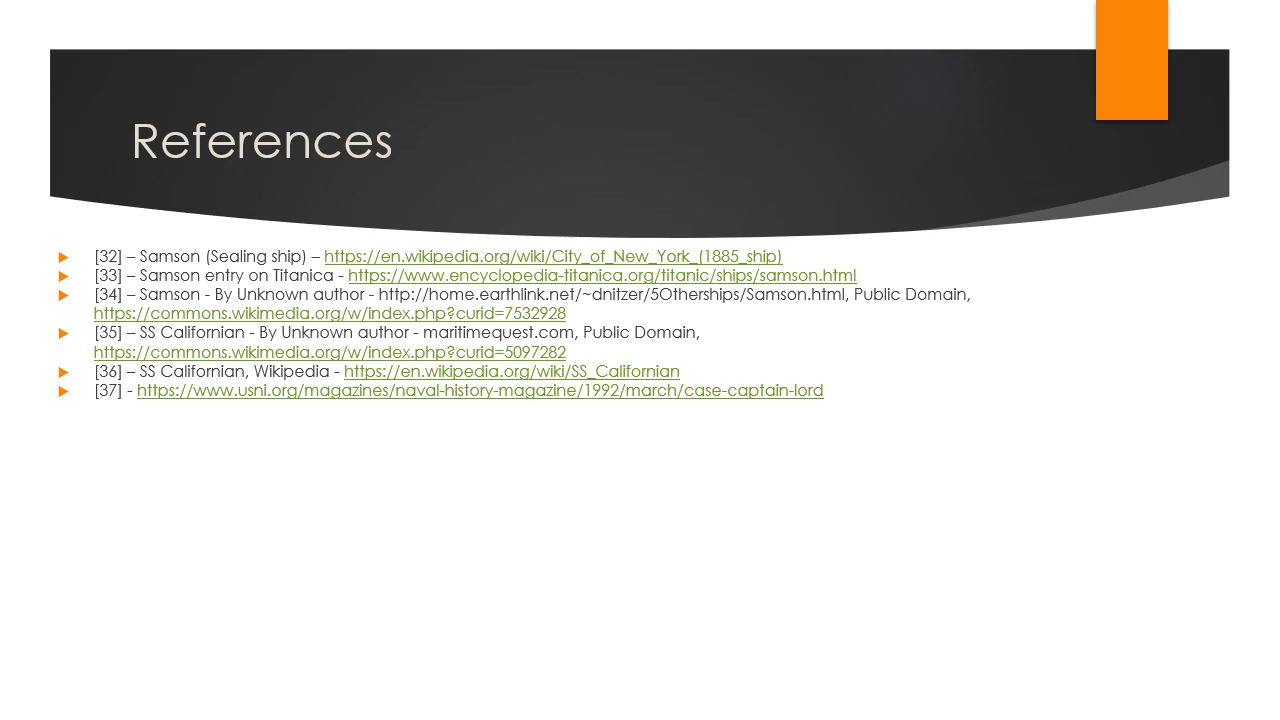 References
[32] – Samson (Sealing ship) – https://en.wikipedia.org/wiki/City_of_New_York_(1885_ship)
[33] – Samson entry on Titanica - https://www.encyclopedia-titanica.org/titanic/ships/samson.html
[34] – Samson - By Unknown author - http://home.earthlink.net/~dnitzer/5Otherships/Samson.html, Public Domain,
https://commons.wikimedia.org/w/index.php?curid=7532928
[35] – SS Californian - By Unknown author - maritimequest.com, Public Domain,
https://commons.wikimedia.org/w/index.php?curid=5097282
[36] – SS Californian, Wikipedia - https://en.wikipedia.org/wiki/SS_Californian
[37] - https://www.usni.org/magazines/naval-history-magazine/1992/march/case-captain-lord